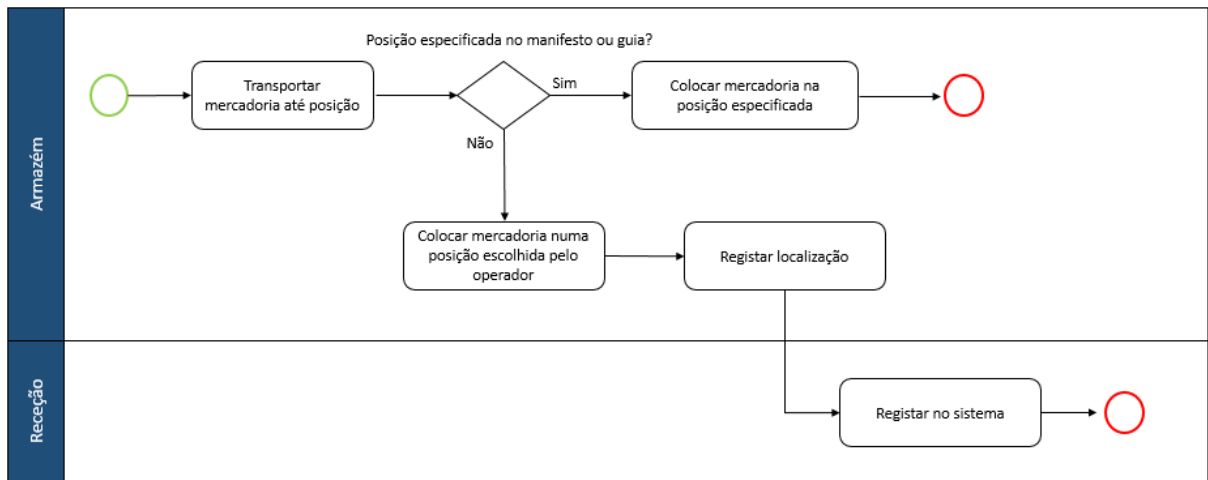 Armazém
Posição especificada no manifesto ou guia?
Transportar
mercadoria até posição
Sim
Colocar mercadoria na
posição especificada
Não
Colocar mercadoria numa
posição escolhida pelo
operador
Registar localização
Receção
Registar no sistema